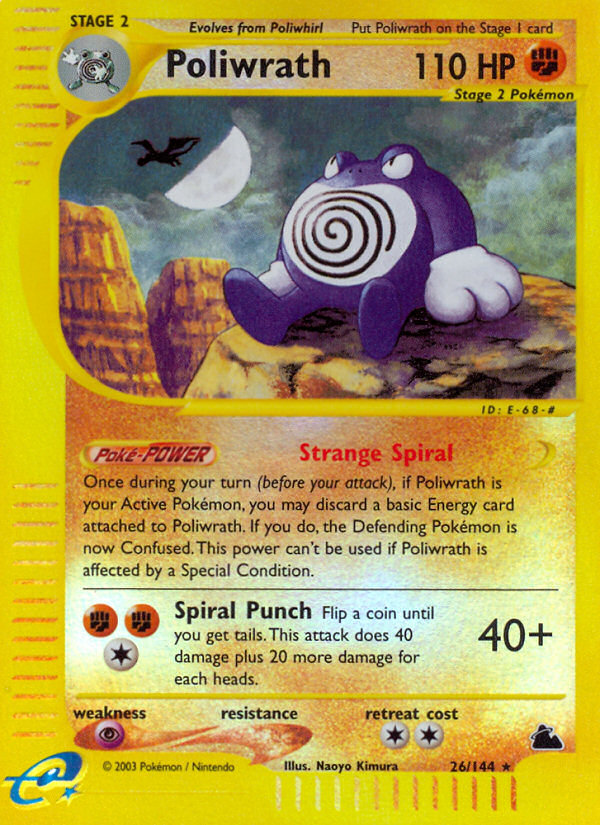 STAGE 2 Evolves from Poliwhirl Put Poliwrath on the Stage 1 card
Poliwrath 110 HP
Stage 2 Pokémon
ID: E-68-#
Poké-POWER Strange Spiral
Once during your turn (before your attack), if Poliwrath is
your Active Pokémon, you may discard a basic Energy card
attached to Poliwrath. If you do, the Defending Pokémon is
now Confused. This power can't be used if Poliwrath is
affected by a Special Condition.
Spiral Punch Flip a coin until
you get tails. This attack does 40
damage plus 20 more damage for
each heads.
40+
weakness resistance retreat cost
© 2003 Pokémon / Nintendo Illus. Naoyo Kimura 26/144 ★
e